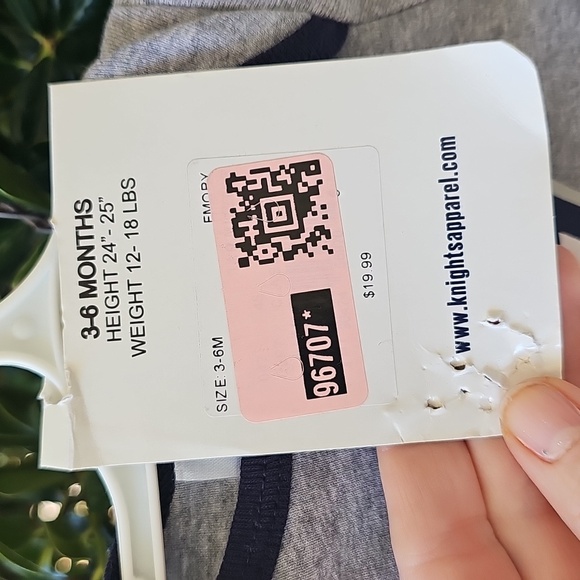 3-6 MONTHS
HEIGHT 24"- 25"
WEIGHT 12- 18 LBS
EMORY
SIZE: 3-6M
96707*
$19.99
www.knightsapparel.com